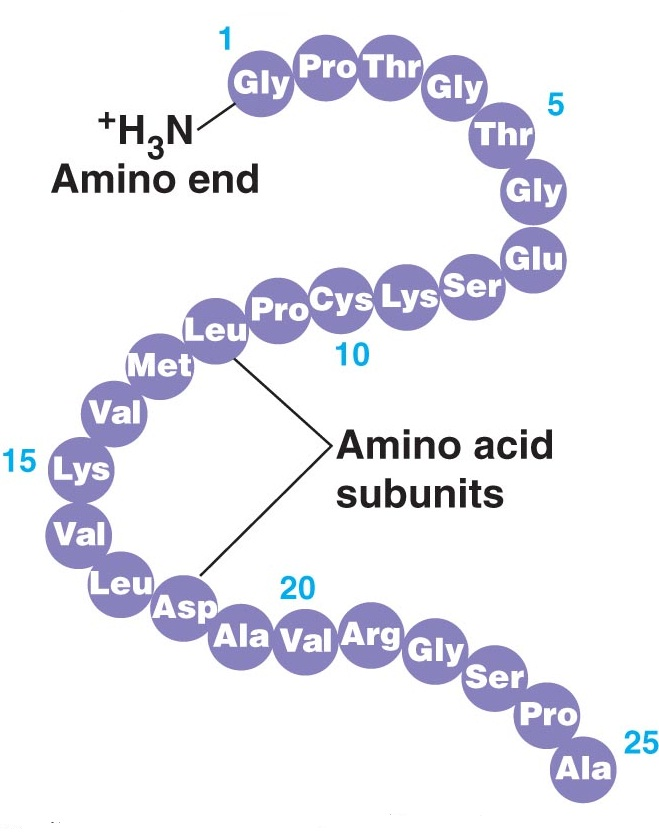 1
Gly Pro Thr Gly
5
Thr
Gly
Glu
Ser
Lys
Cys
10
Pro
Leu
Met
Val
15 Lys
Val
Leu
Asp
Ala
20
Val
Arg
Gly
Ser
Pro
25
Ala
⁺H₃N
Amino end
Amino acid
subunits